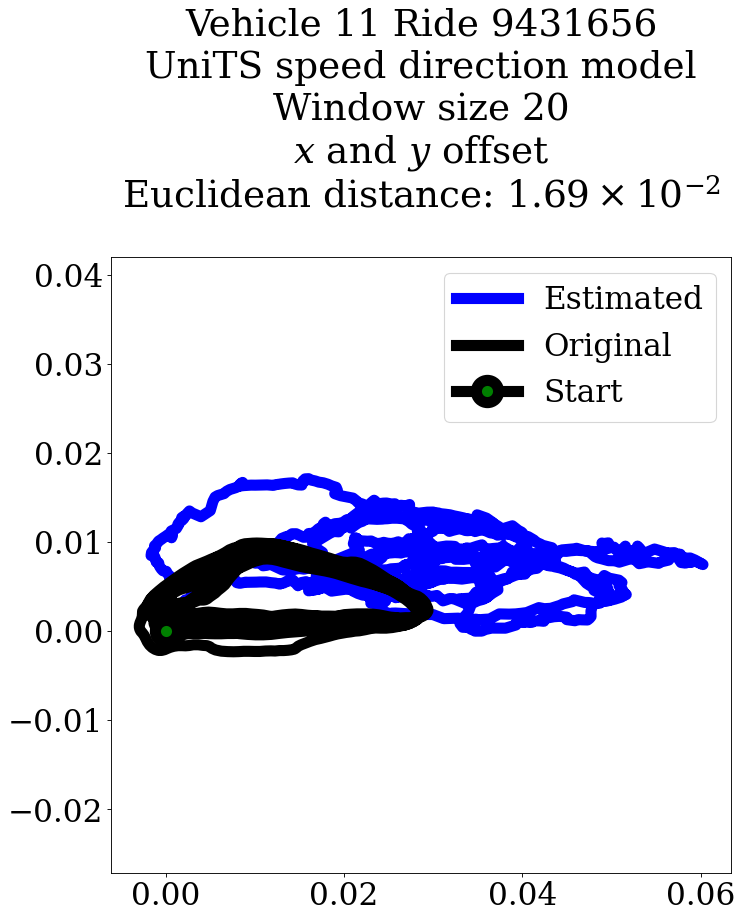 Vehicle 11 Ride 9431656
UniTS speed direction model
Window size 20
x and y offset
Euclidean distance: 1.69 × 10⁻²
Estimated
Original
Start
0.04
0.03
0.02
0.01
0.00
−0.01
−0.02
0.00 0.02 0.04 0.06